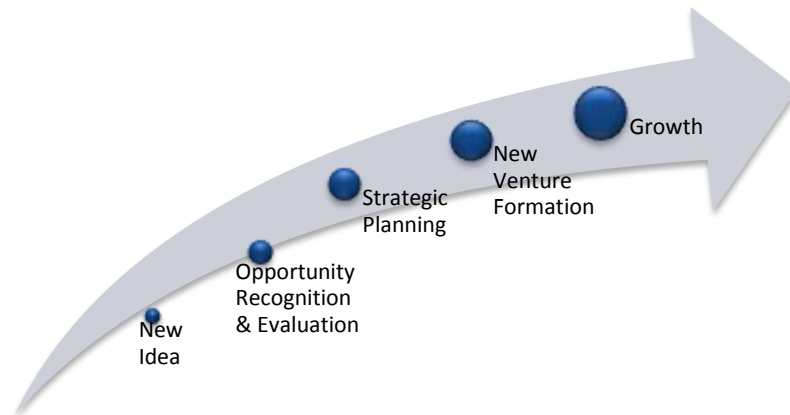 New
Idea
Opportunity
Recognition
& Evaluation
Strategic
Planning
New
Venture
Formation
Growth